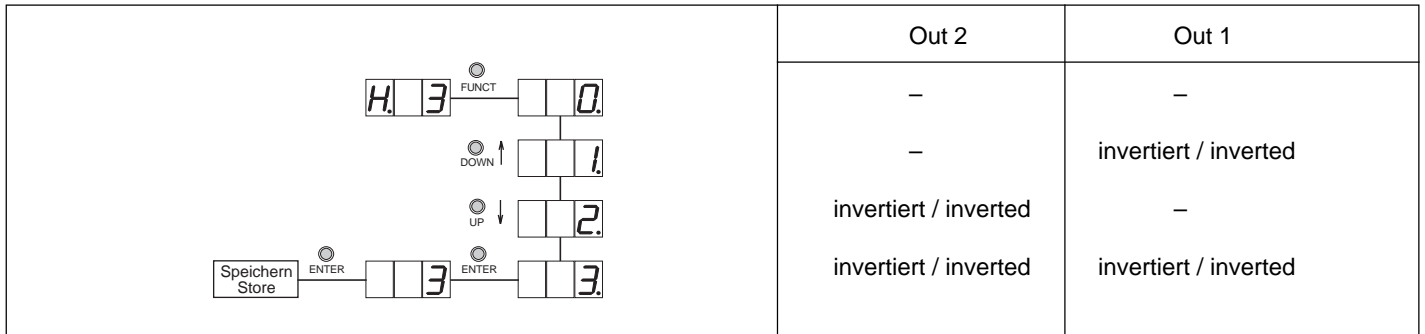 Out 2 Out 1
FUNCT
H. 3 0. – –
DOWN 1. – invertiert / inverted
UP 2. invertiert / inverted –
Speichern Store ENTER 3 ENTER 3. invertiert / inverted invertiert / inverted